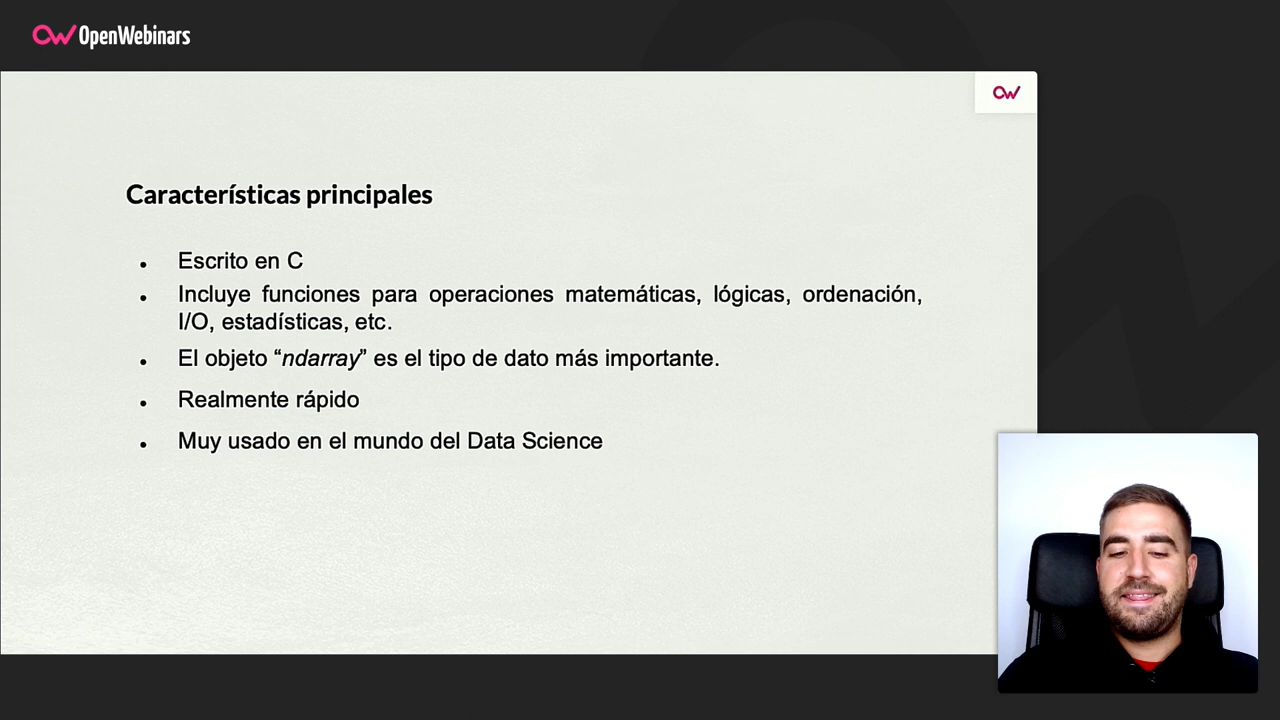 OpenWebinars
Características principales
• Escrito en C
• Incluye funciones para operaciones matemáticas, lógicas, ordenación,
I/O, estadísticas, etc.
• El objeto “ndarray” es el tipo de dato más importante.
• Realmente rápido
• Muy usado en el mundo del Data Science